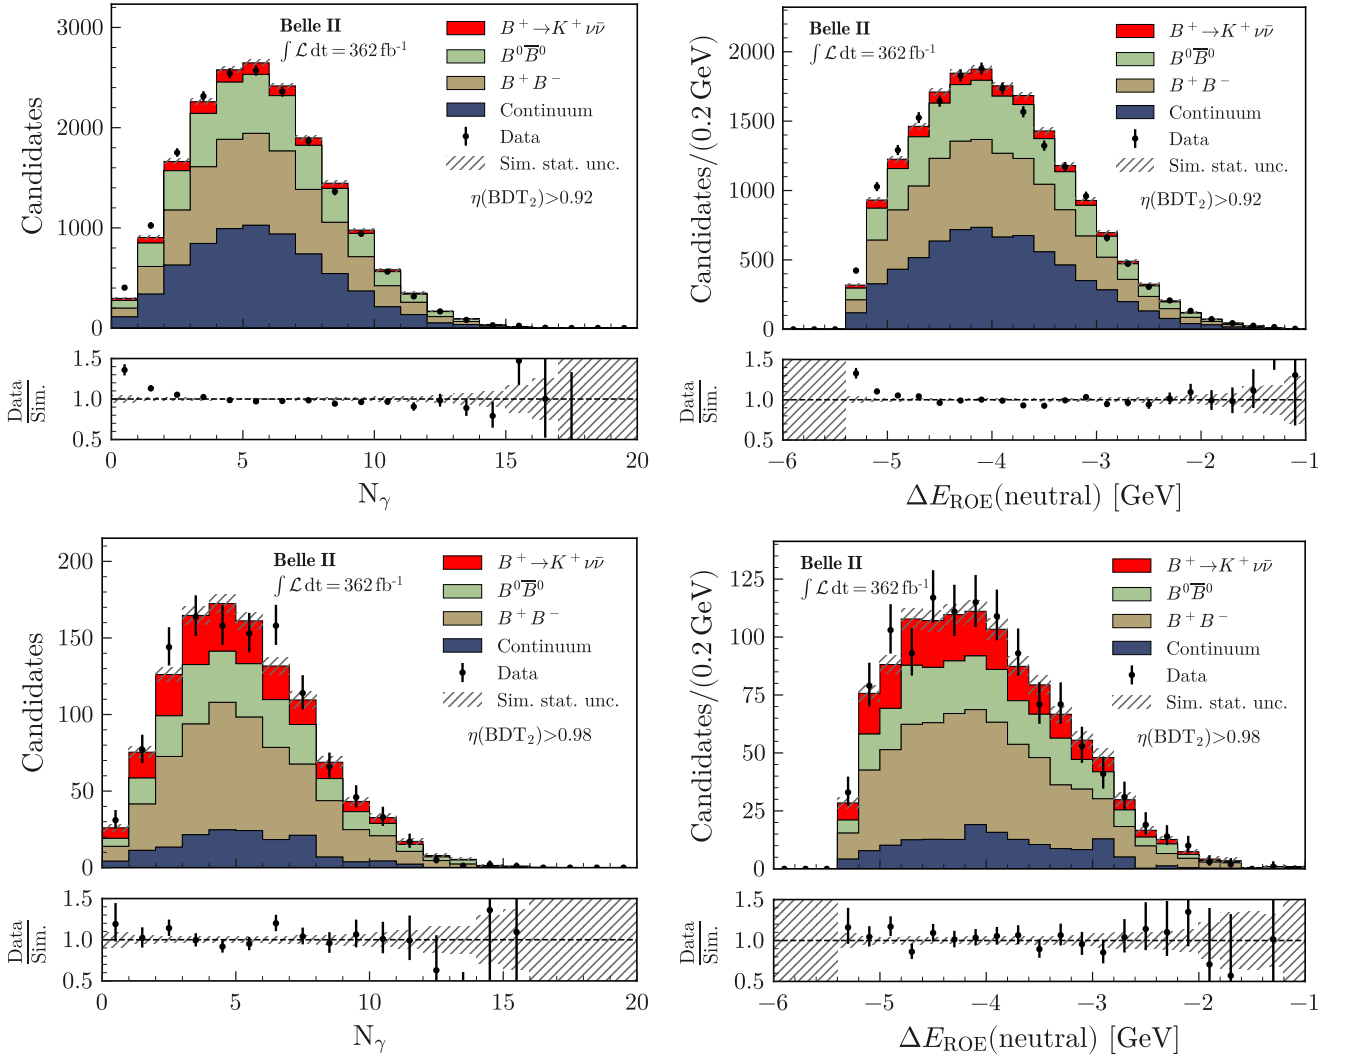 Belle II
∫ 𝓛 dt = 362 fb⁻¹
B⁺→K⁺νν̄
B⁰B̅⁰
B⁺B⁻
Continuum
Data
Sim. stat. unc.
η(BDT₂)>0.92
Candidates
3000
2000
1000
0
Data
Sim.
1.5
1.0
0.5
0 5 10 15 20
Nγ
Belle II
∫ 𝓛 dt = 362 fb⁻¹
B⁺→K⁺νν̄
B⁰B̅⁰
B⁺B⁻
Continuum
Data
Sim. stat. unc.
η(BDT₂)>0.92
Candidates/(0.2 GeV)
2000
1500
1000
500
0
Data
Sim.
1.5
1.0
0.5
−6 −5 −4 −3 −2 −1
ΔE_ROE(neutral) [GeV]
Belle II
∫ 𝓛 dt = 362 fb⁻¹
B⁺→K⁺νν̄
B⁰B̅⁰
B⁺B⁻
Continuum
Data
Sim. stat. unc.
η(BDT₂)>0.98
Candidates
200
150
100
50
0
Data
Sim.
1.5
1.0
0.5
0 5 10 15 20
Nγ
Belle II
∫ 𝓛 dt = 362 fb⁻¹
B⁺→K⁺νν̄
B⁰B̅⁰
B⁺B⁻
Continuum
Data
Sim. stat. unc.
η(BDT₂)>0.98
Candidates/(0.2 GeV)
125
100
75
50
25
0
Data
Sim.
1.5
1.0
0.5
−6 −5 −4 −3 −2 −1
ΔE_ROE(neutral) [GeV]